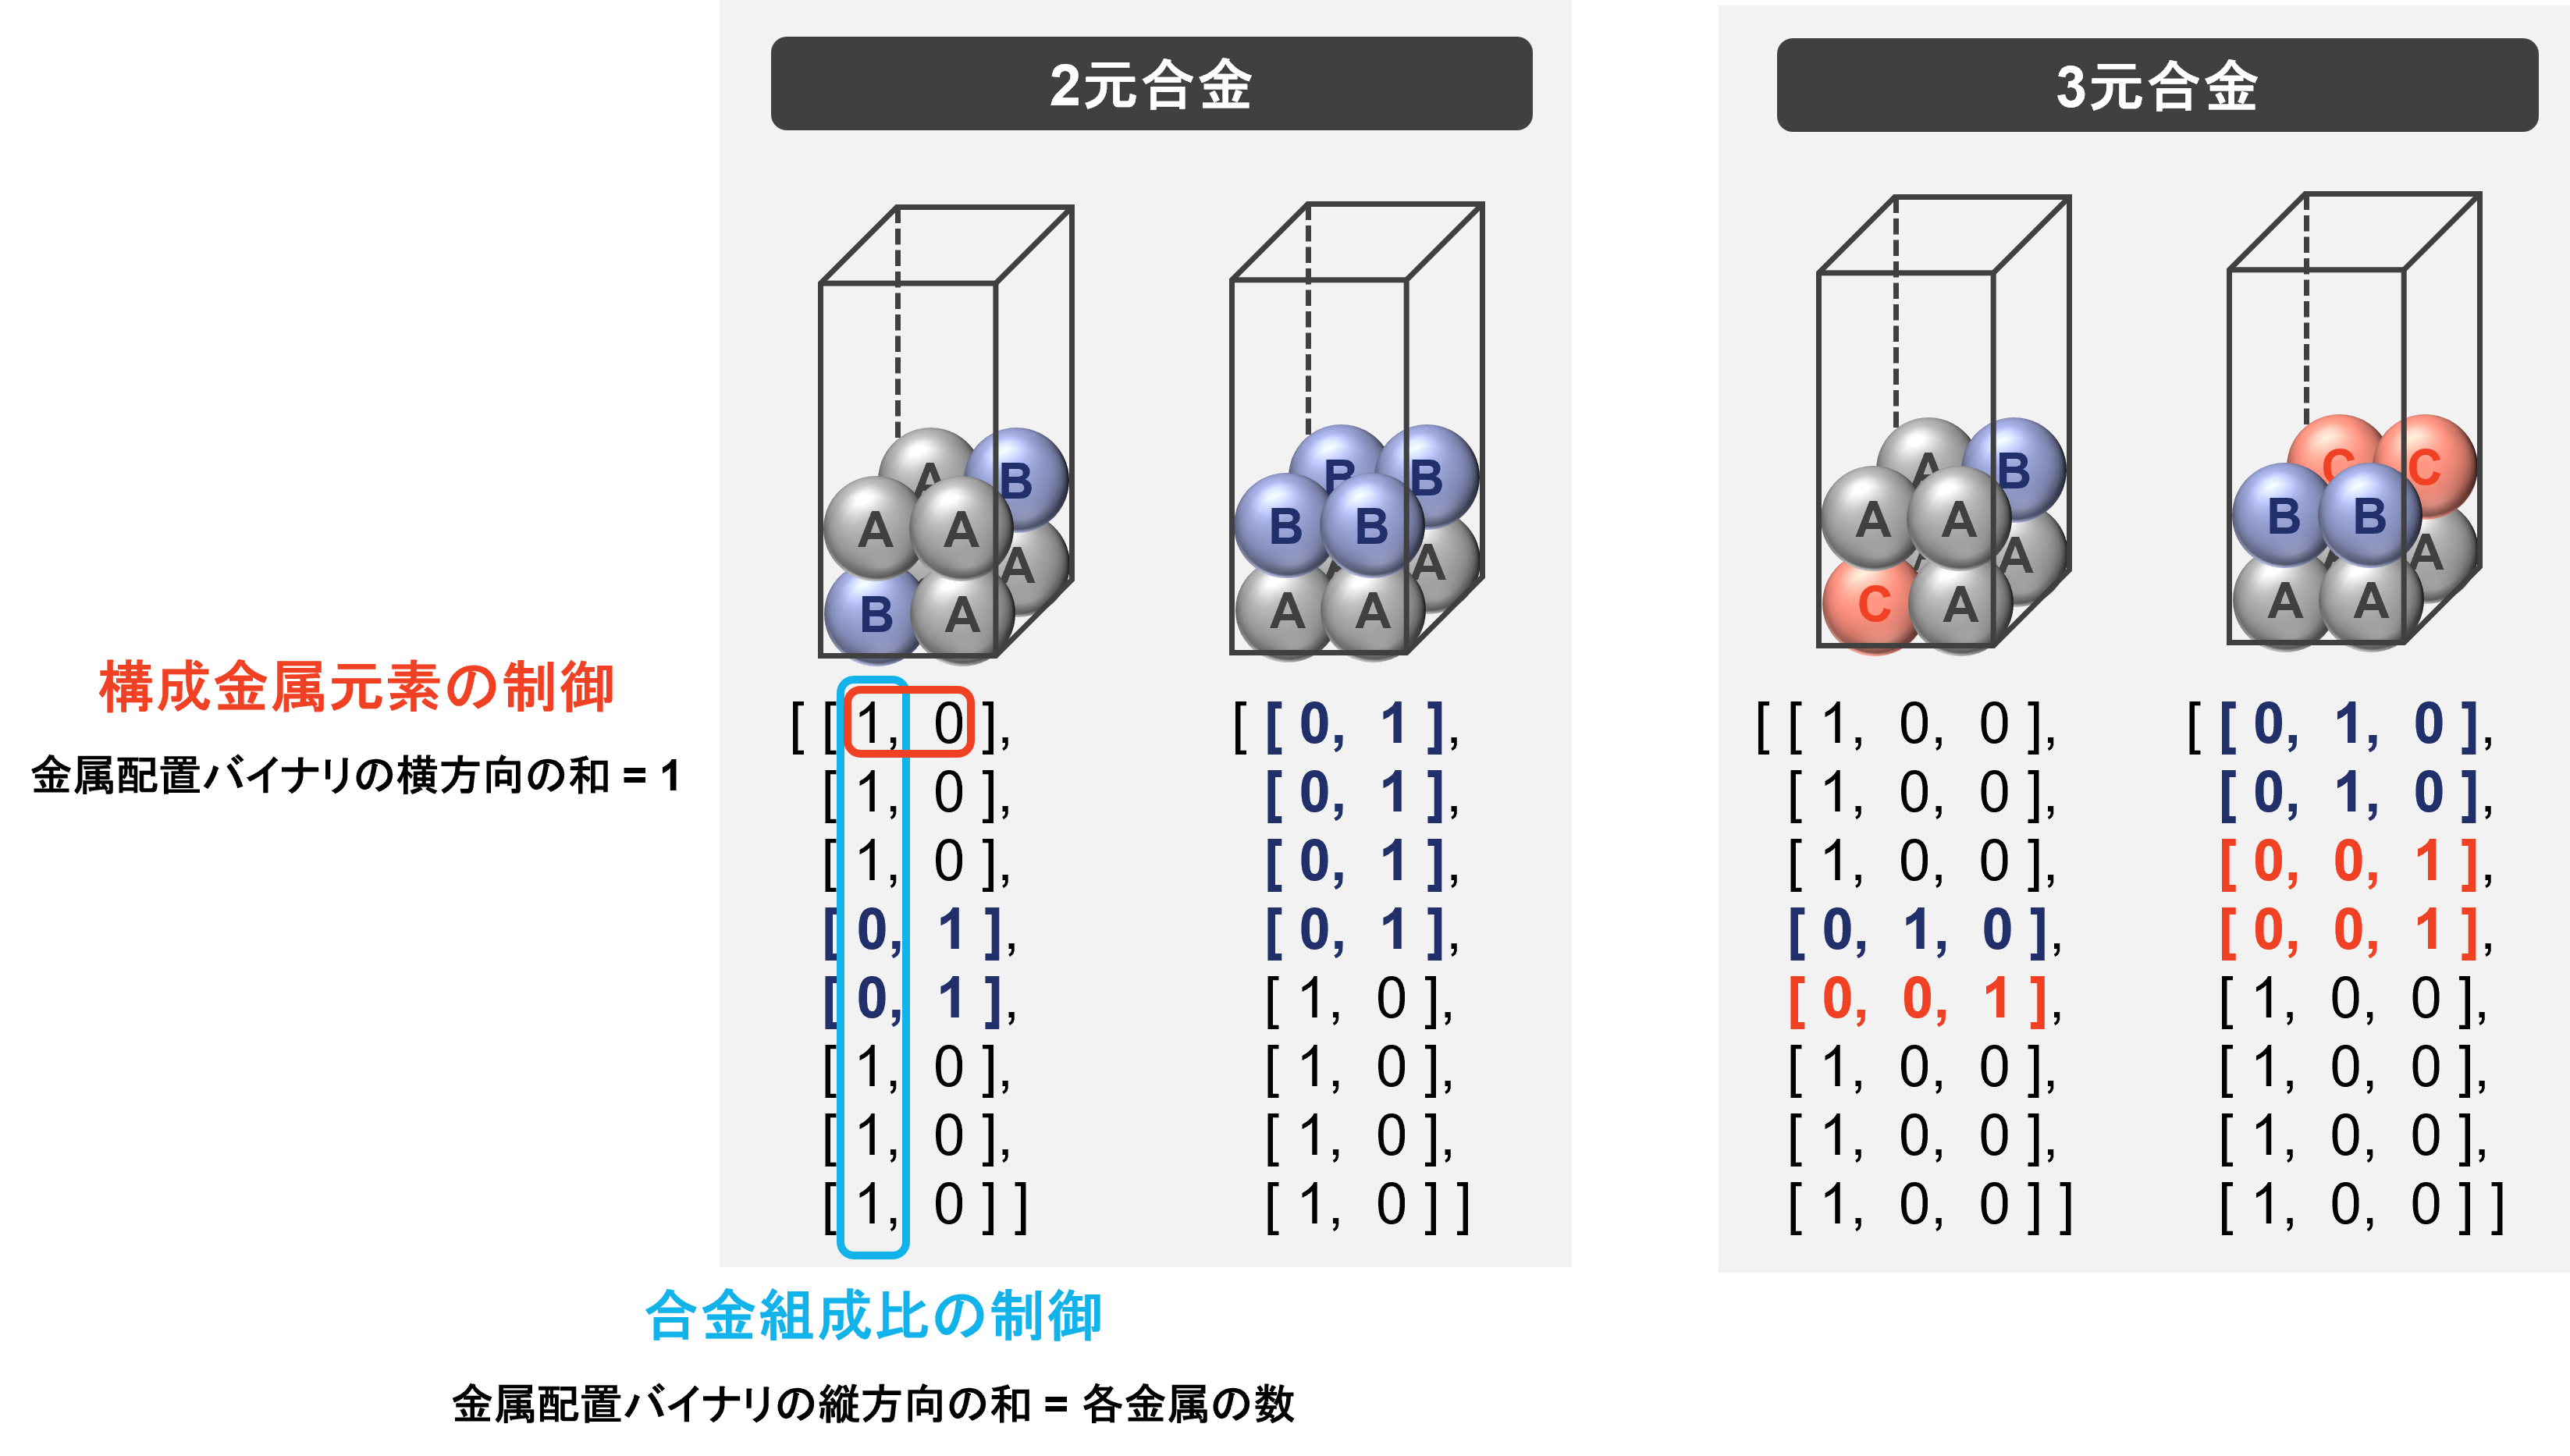 2元合金
3元合金
A B
A A
A
B A
B B
B B
A
A A
A B
A A
A
C A
C C
B B
A
A A
構成金属元素の制御
金属配置バイナリの横方向の和 = 1
[ [ 1, 0 ],
[ 1, 0 ],
[ 1, 0 ],
[ 0, 1 ],
[ 0, 1 ],
[ 1, 0 ],
[ 1, 0 ],
[ 1, 0 ] ]
[ [ 0, 1 ],
[ 0, 1 ],
[ 0, 1 ],
[ 0, 1 ],
[ 1, 0 ],
[ 1, 0 ],
[ 1, 0 ],
[ 1, 0 ] ]
[ [ 1, 0, 0 ],
[ 1, 0, 0 ],
[ 1, 0, 0 ],
[ 0, 1, 0 ],
[ 0, 0, 1 ],
[ 1, 0, 0 ],
[ 1, 0, 0 ],
[ 1, 0, 0 ] ]
[ [ 0, 1, 0 ],
[ 0, 1, 0 ],
[ 0, 0, 1 ],
[ 0, 0, 1 ],
[ 1, 0, 0 ],
[ 1, 0, 0 ],
[ 1, 0, 0 ],
[ 1, 0, 0 ] ]
合金組成比の制御
金属配置バイナリの縦方向の和 = 各金属の数